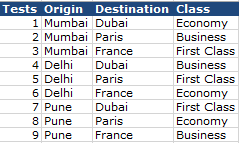 Tests Origin Destination Class
1 Mumbai Dubai Economy
2 Mumbai Paris Business
3 Mumbai France First Class
4 Delhi Dubai Business
5 Delhi Paris First Class
6 Delhi France Economy
7 Pune Dubai First Class
8 Pune Paris Economy
9 Pune France Business